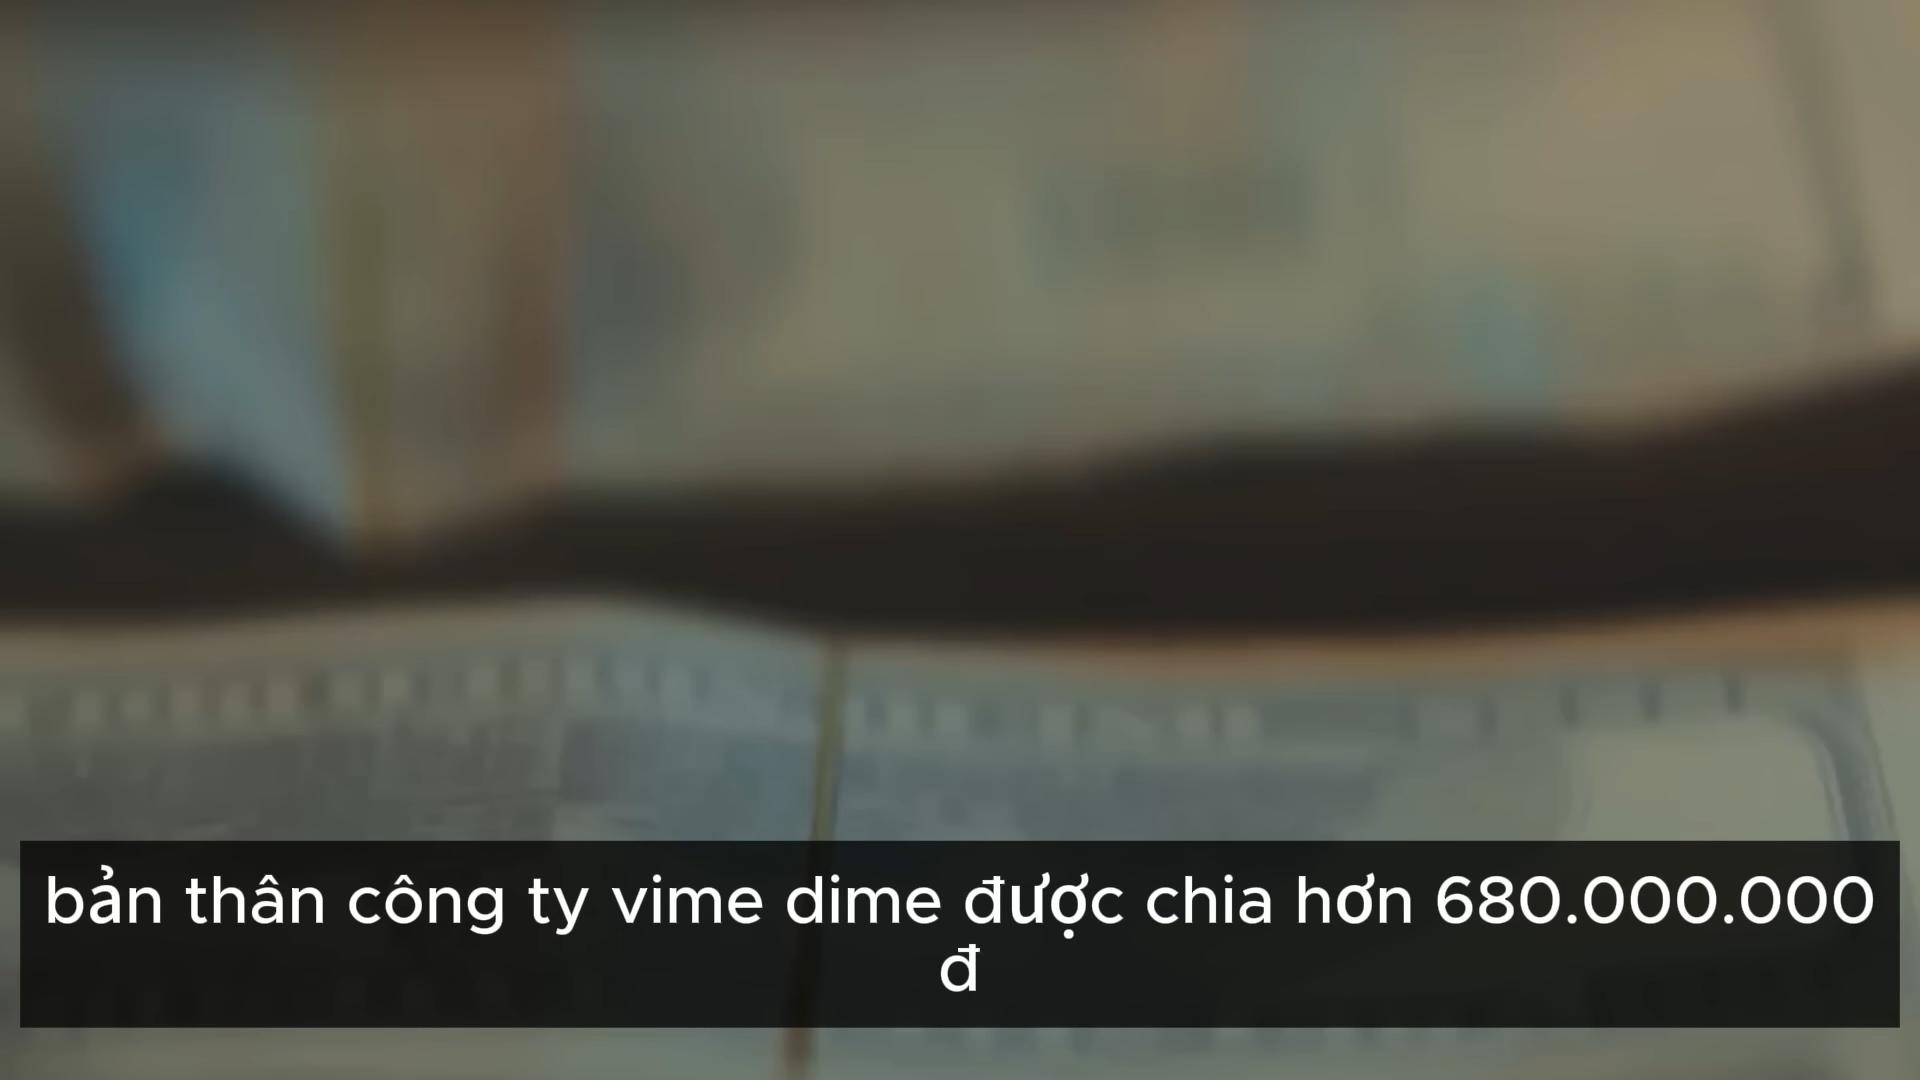 bản thân công ty vime dime được chia hơn 680.000.000
đ